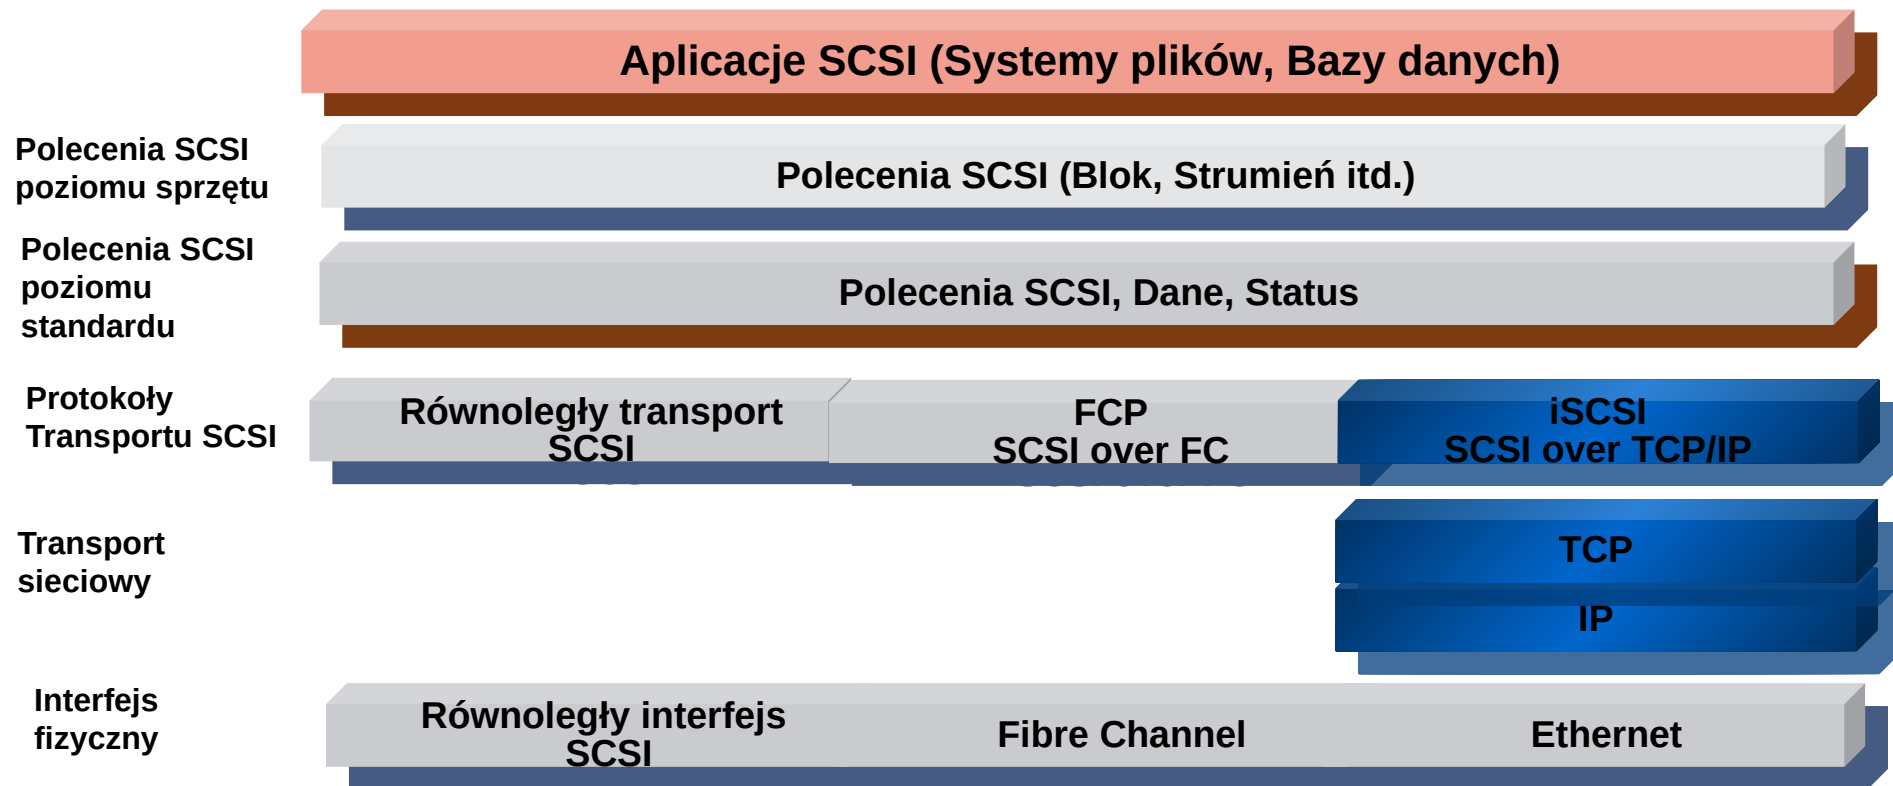 Aplicacje SCSI (Systemy plików, Bazy danych)
Polecenia SCSI
poziomu sprzętu
Polecenia SCSI (Blok, Strumień itd.)
Polecenia SCSI
poziomu
standardu
Polecenia SCSI, Dane, Status
Protokoły
Transportu SCSI
Równoległy transport
SCSI
FCP
SCSI over FC
iSCSI
SCSI over TCP/IP
Transport
sieciowy
TCP
IP
Interfejs
fizyczny
Równoległy interfejs
SCSI
Fibre Channel
Ethernet